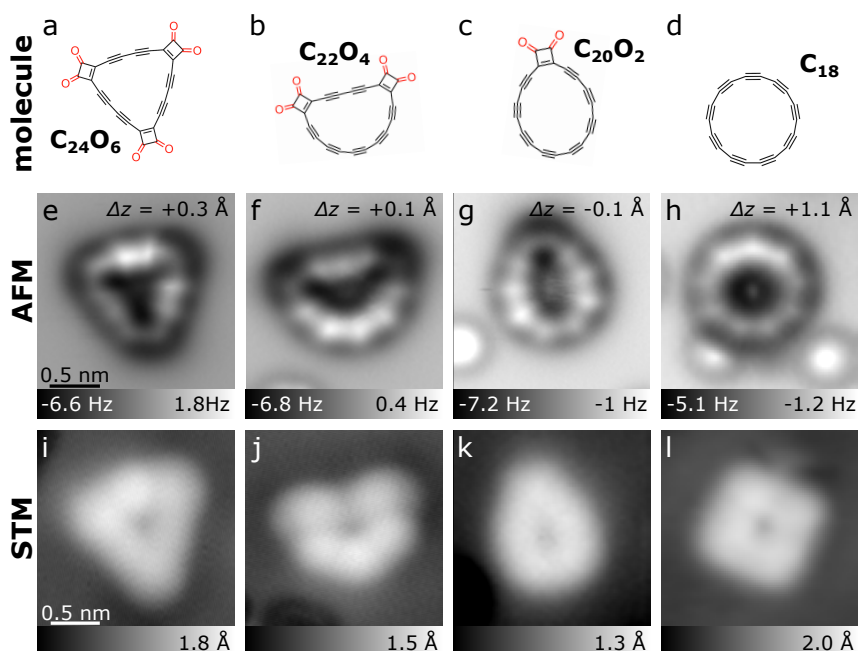 a
b
c
d
molecule
C24O6
C22O4
C20O2
C18
O
O
O
O
O
O
O
O
O
O
O
O
AFM
e
Δz = +0.3 Å
f
Δz = +0.1 Å
g
Δz = -0.1 Å
h
Δz = +1.1 Å
0.5 nm
-6.6 Hz
1.8Hz
-6.8 Hz
0.4 Hz
-7.2 Hz
-1 Hz
-5.1 Hz
-1.2 Hz
STM
i
j
k
l
0.5 nm
1.8 Å
1.5 Å
1.3 Å
2.0 Å